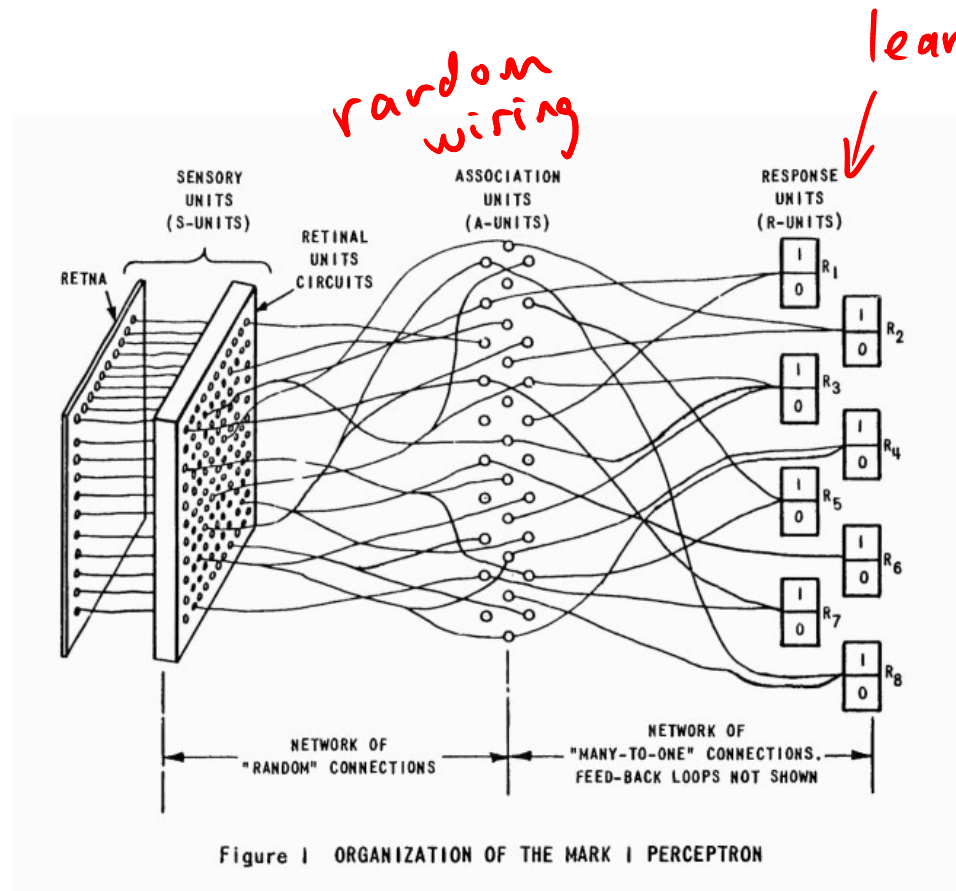 random
wiring
lear
SENSORY
UNITS
(S-UNITS)
ASSOCIATION
UNITS
(A-UNITS)
RESPONSE
UNITS
(R-UNITS)
RETNA
RETINAL
UNITS
CIRCUITS
1
0
R1
1
0
R2
1
0
R3
1
0
R4
1
0
R5
1
0
R6
1
0
R7
1
0
R8
NETWORK OF
"RANDOM" CONNECTIONS
NETWORK OF
"MANY-TO-ONE" CONNECTIONS.
FEED-BACK LOOPS NOT SHOWN
Figure 1 ORGANIZATION OF THE MARK I PERCEPTRON